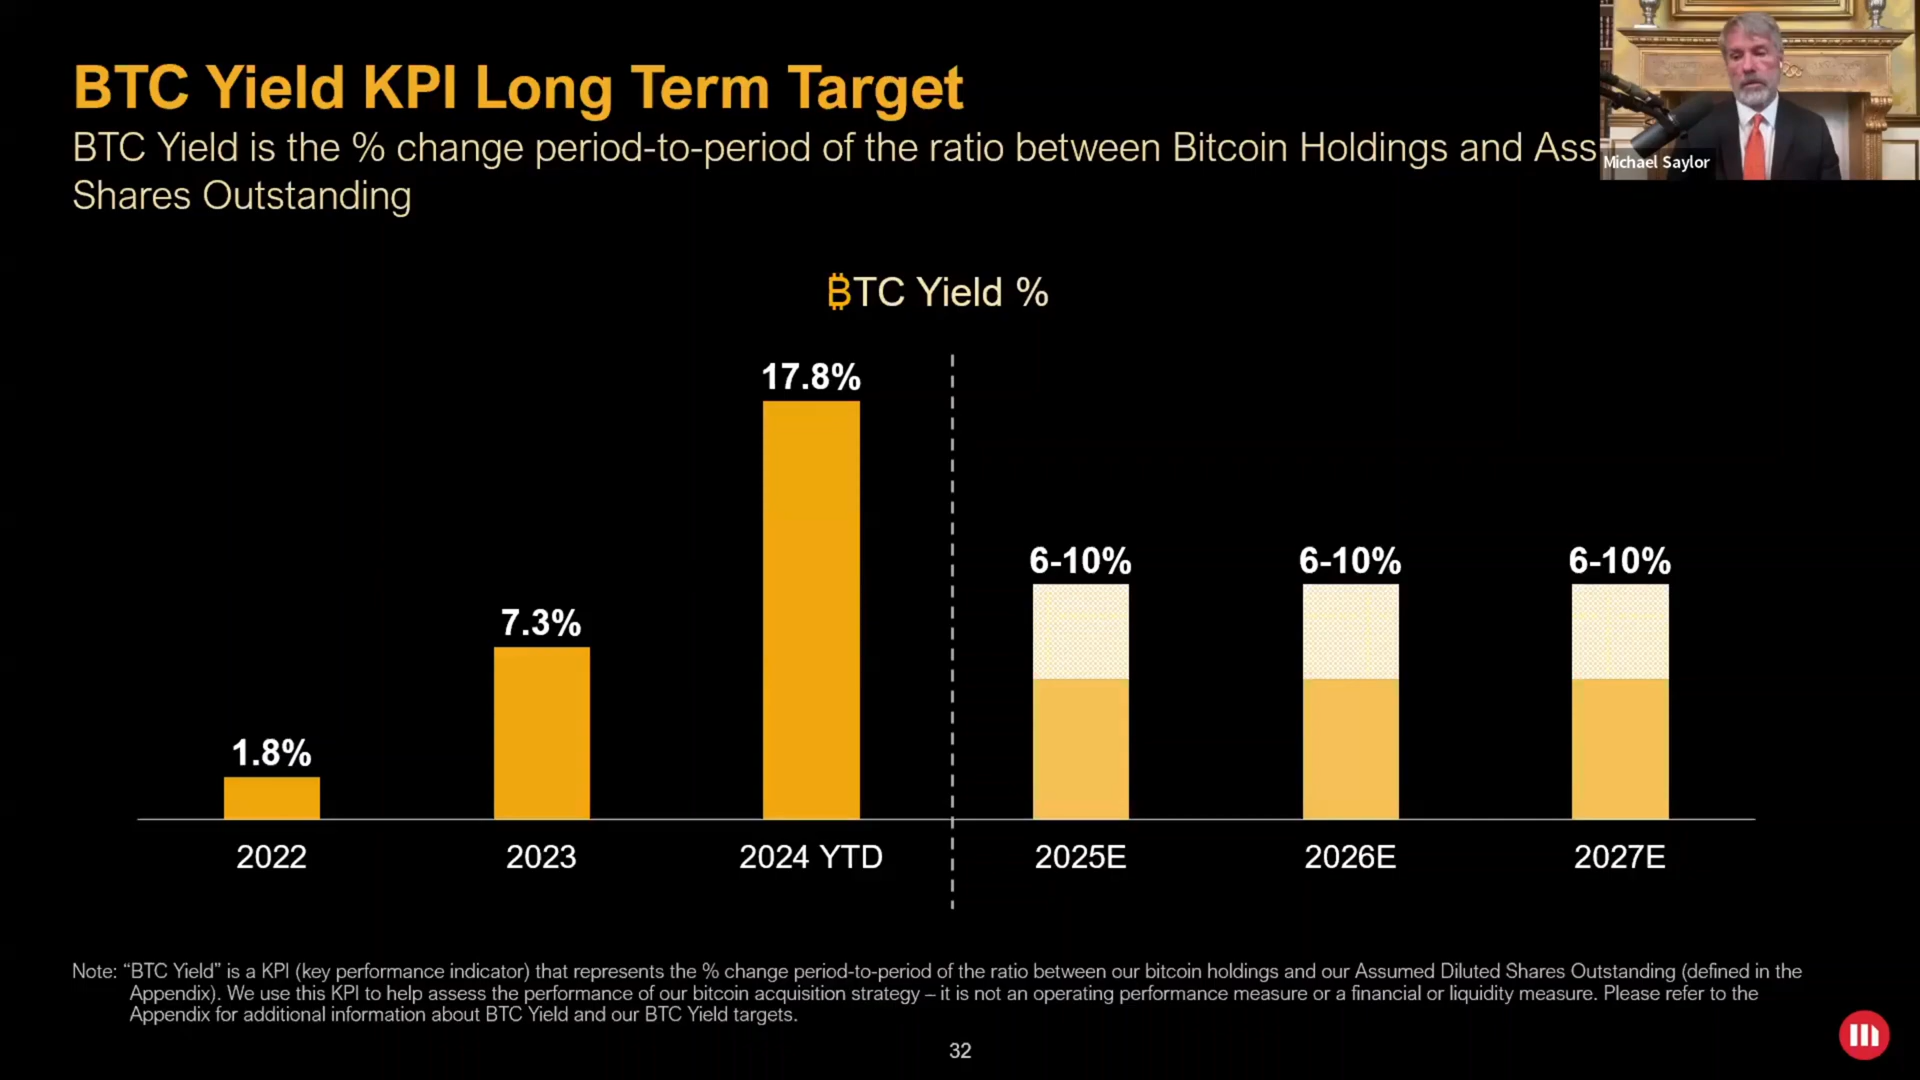 BTC Yield KPI Long Term Target
BTC Yield is the % change period-to-period of the ratio between Bitcoin Holdings and Ass
Shares Outstanding
Michael Saylor
₿TC Yield %
17.8%
6-10% 6-10% 6-10%
7.3%
1.8%
2022 2023 2024 YTD 2025E 2026E 2027E
Note: “BTC Yield” is a KPI (key performance indicator) that represents the % change period-to-period of the ratio between our bitcoin holdings and our Assumed Diluted Shares Outstanding (defined in the
Appendix). We use this KPI to help assess the performance of our bitcoin acquisition strategy – it is not an operating performance measure or a financial or liquidity measure. Please refer to the
Appendix for additional information about BTC Yield and our BTC Yield targets.
32